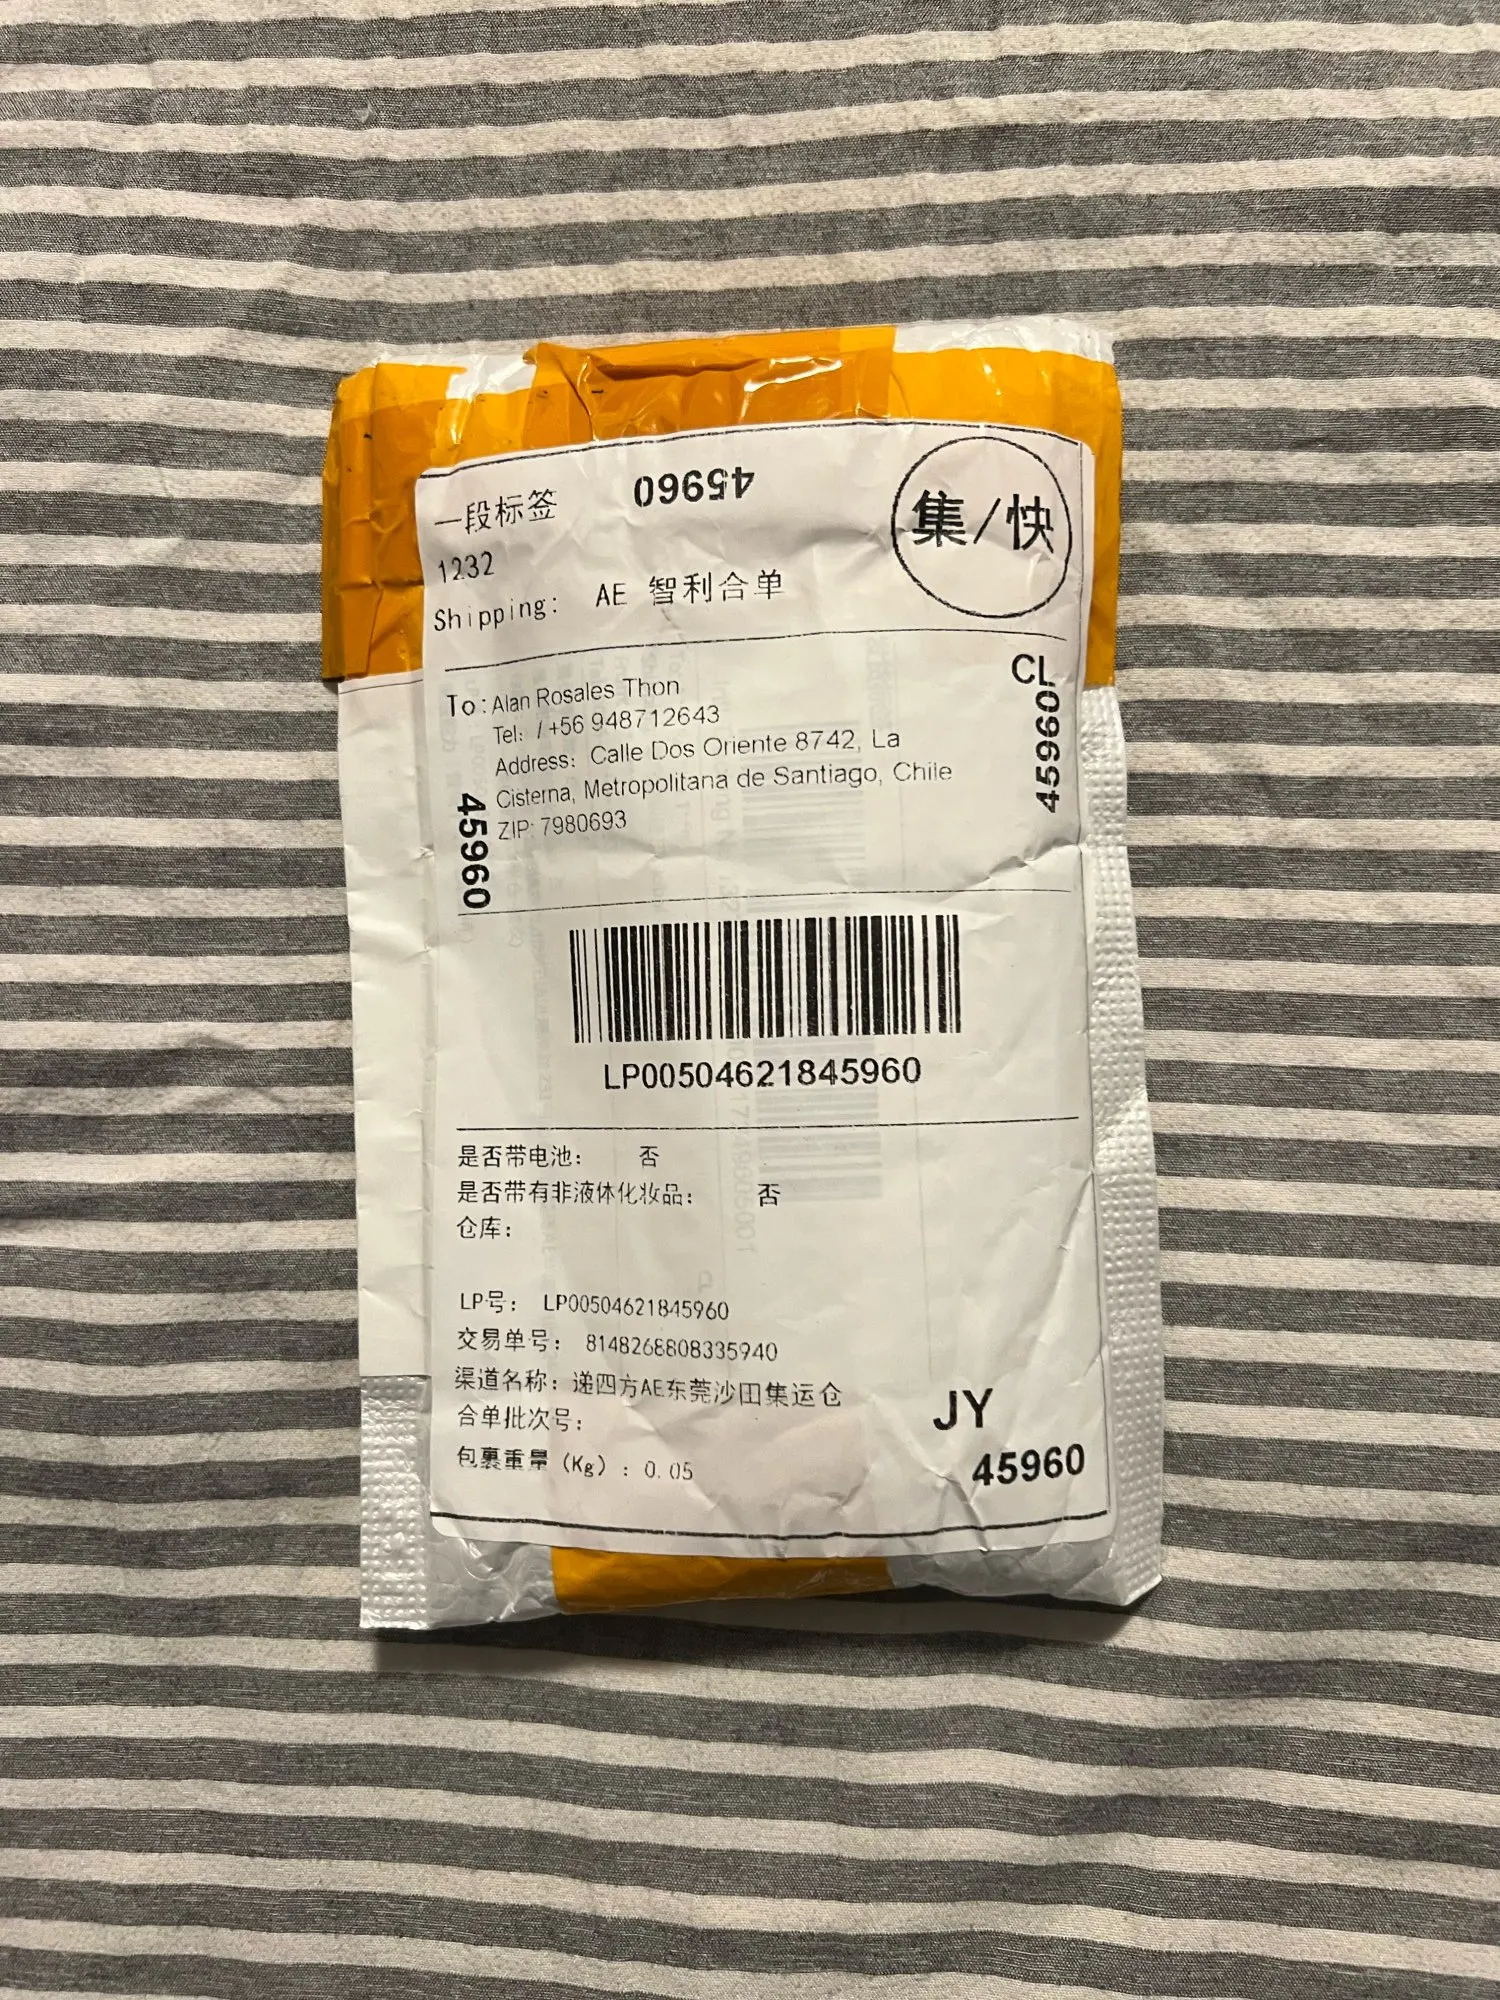 一段标签
45960
集/快
1232
Shipping: AE 智利合单
CL
45960
To: Alan Rosales Thon
Tel: / +56 948712643
Address: Calle Dos Oriente 8742, La
Cisterna, Metropolitana de Santiago, Chile
ZIP: 7980693
45960
LP00504621845960
是否带电池: 否
是否带有非液体化妆品: 否
仓库:
LP号: LP00504621845960
交易单号: 8148268808335940
渠道名称: 递四方AE东莞沙田集运仓
合单批次号:
包裹重量 (Kg) : 0.05
JY
45960